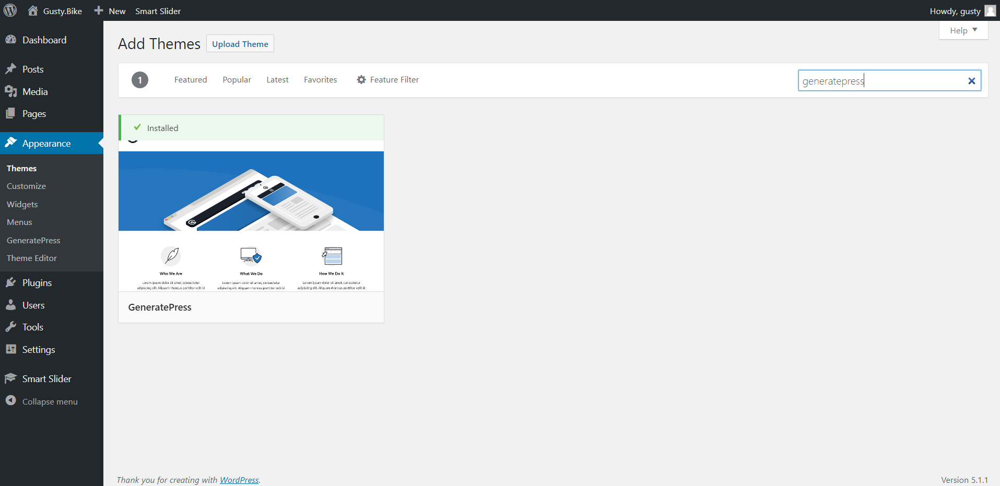 Gusty.Bike New Smart Slider Howdy, gusty
Dashboard
Posts
Media
Pages
Appearance
Themes
Customize
Widgets
Menus
GeneratePress
Theme Editor
Plugins
Users
Tools
Settings
Smart Slider
Collapse menu
Help
Add Themes Upload Theme
1 Featured Popular Latest Favorites Feature Filter generatepress
Installed
Who We Are
Lorem ipsum dolor sit amet, consectetur
adipiscing elit. Aliquam rhoncus porttitor velit id
What We Do
Lorem ipsum dolor sit amet, consectetur
adipiscing elit. Aliquam rhoncus porttitor velit id
How We Do It
Lorem ipsum dolor sit amet, consectetur
adipiscing elit. Aliquam rhoncus porttitor velit id
GeneratePress
Thank you for creating with WordPress. Version 5.1.1